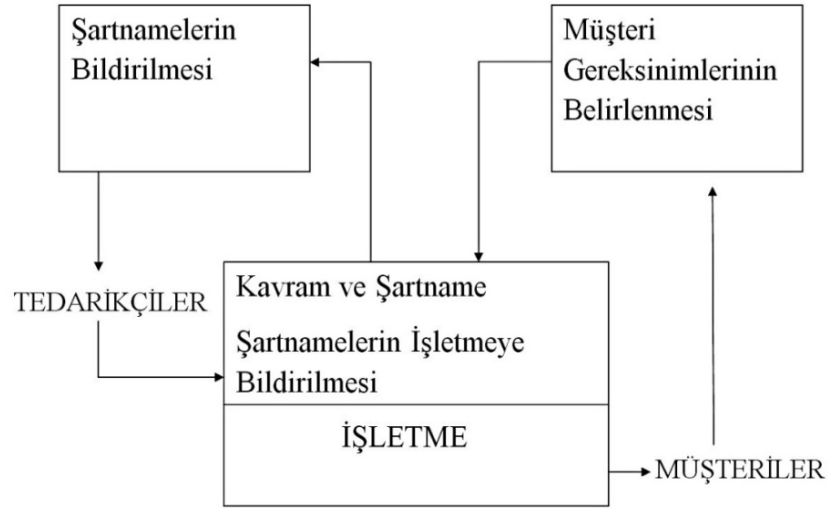 Şartnamelerin
Bildirilmesi
Müşteri
Gereksinimlerinin
Belirlenmesi
TEDARİKÇİLER
Kavram ve Şartname
Şartnamelerin İşletmeye
Bildirilmesi
İŞLETME
MÜŞTERİLER